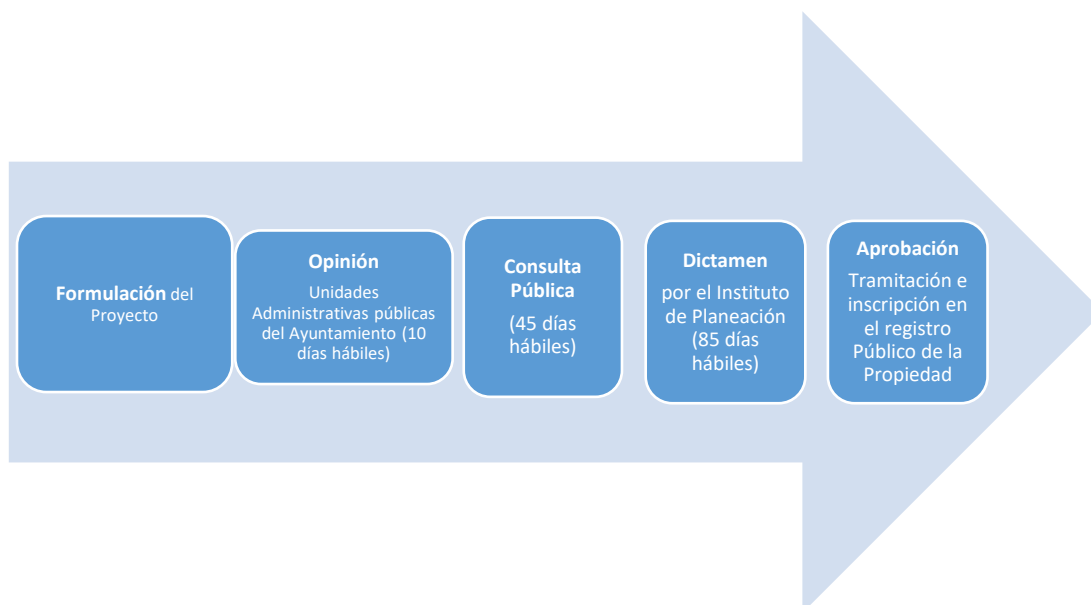 Formulación del
Proyecto
Opinión
Unidades
Administrativas públicas
del Ayuntamiento (10
días hábiles)
Consulta
Pública
(45 días
hábiles)
Dictamen
por el Instituto
de Planeación
(85 días
hábiles)
Aprobación
Tramitación e
inscripción en
el registro
Público de la
Propiedad